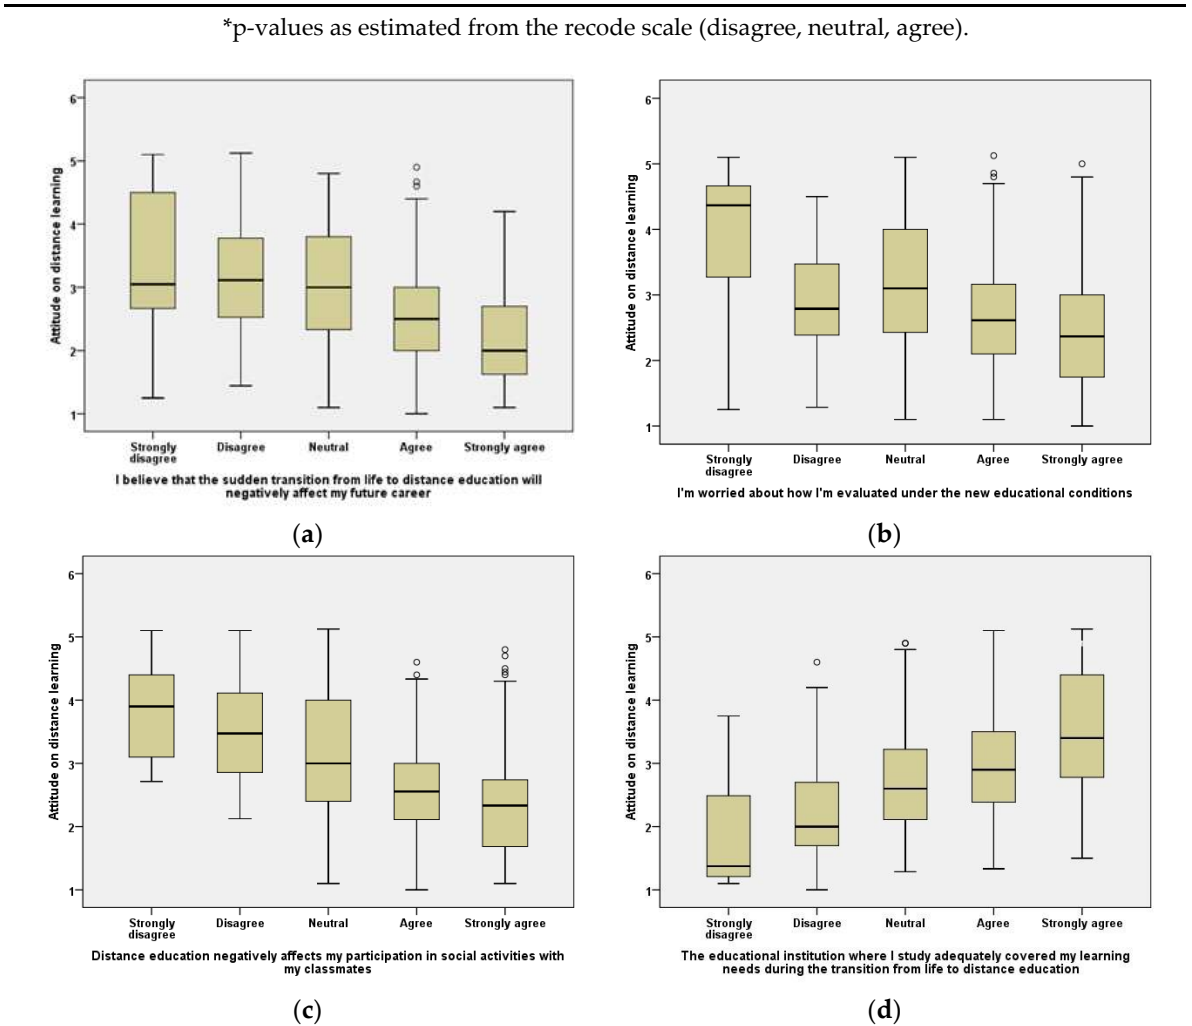 *p-values as estimated from the recode scale (disagree, neutral, agree).
Attitude on distance learning
6
5
4
3
2
1
Strongly disagree
Disagree
Neutral
Agree
Strongly agree
I believe that the sudden transition from life to distance education will
negatively affect my future career
(a)
Attitude on distance learning
6
5
4
3
2
1
Strongly disagree
Disagree
Neutral
Agree
Strongly agree
I'm worried about how I'm evaluated under the new educational conditions
(b)
Attitude on distance learning
6
5
4
3
2
1
Strongly disagree
Disagree
Neutral
Agree
Strongly agree
Distance education negatively affects my participation in social activities with
my classmates
(c)
Attitude on distance learning
6
5
4
3
2
1
Strongly disagree
Disagree
Neutral
Agree
Strongly agree
The educational institution where I study adequately covered my learning
needs during the transition from life to distance education
(d)